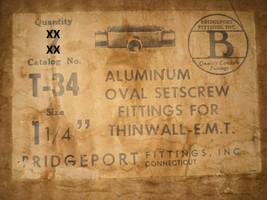 Quantity
XX
XX
Catalog No.
T-34
Size
1 1/4"
BRIDGEPORT
FITTINGS, INC.
B
Quality Conduit
Fittings
ALUMINUM
OVAL SETSCREW
FITTINGS FOR
THINWALL-E.M.T.
BRIDGEPORT FITTINGS, INC.
CONNECTICUT